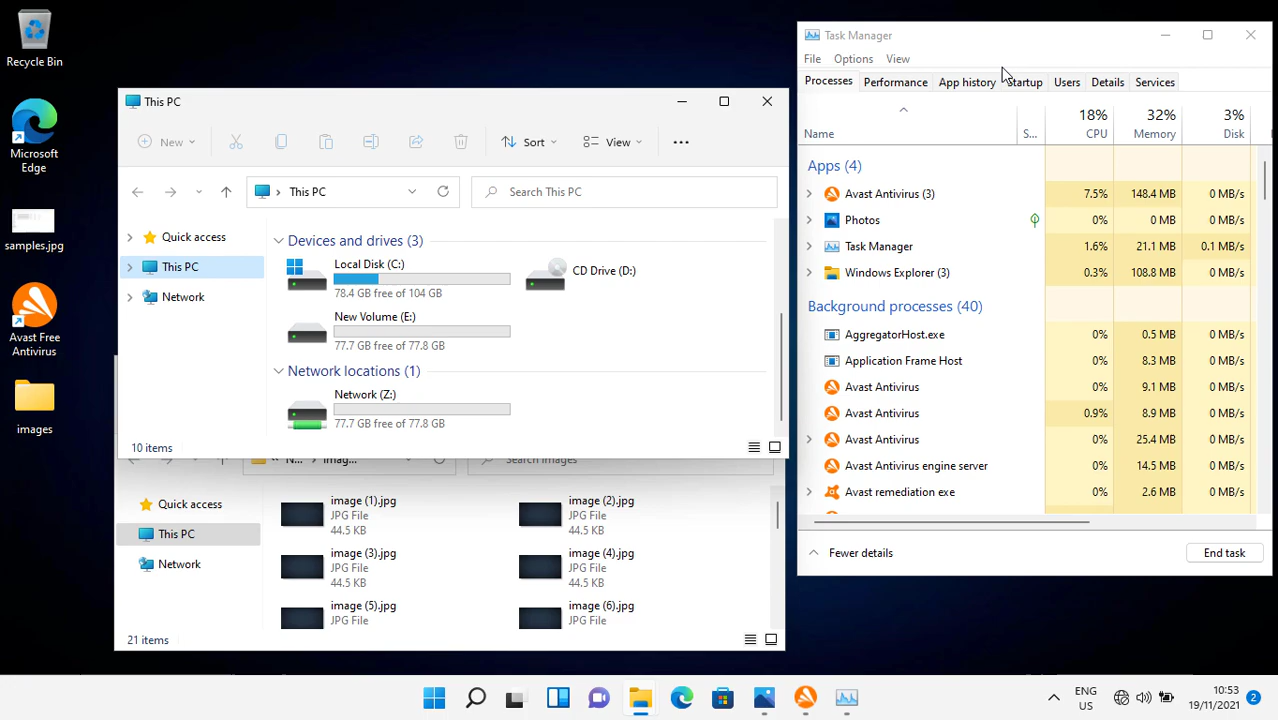 Recycle Bin
Microsoft
Edge
samples.jpg
Avast Free
Antivirus
images
This PC
New
Sort
View
This PC
Search This PC
Quick access
This PC
Network
Devices and drives (3)
Local Disk (C:)
78.4 GB free of 104 GB
CD Drive (D:)
New Volume (E:)
77.7 GB free of 77.8 GB
Network locations (1)
Network (Z:)
77.7 GB free of 77.8 GB
10 items
« N... › imag...
Search images
Quick access
This PC
Network
image (1).jpg
JPG File
44.5 KB
image (2).jpg
JPG File
44.5 KB
image (3).jpg
JPG File
44.5 KB
image (4).jpg
JPG File
44.5 KB
image (5).jpg
JPG File
image (6).jpg
JPG File
21 items
Task Manager
File Options View
Processes Performance App history Startup Users Details Services
18% 32% 3%
Name S... CPU Memory Disk
Apps (4)
Avast Antivirus (3) 7.5% 148.4 MB 0 MB/s
Photos 0% 0 MB 0 MB/s
Task Manager 1.6% 21.1 MB 0.1 MB/s
Windows Explorer (3) 0.3% 108.8 MB 0 MB/s
Background processes (40)
AggregatorHost.exe 0% 0.5 MB 0 MB/s
Application Frame Host 0% 8.3 MB 0 MB/s
Avast Antivirus 0% 9.1 MB 0 MB/s
Avast Antivirus 0.9% 8.9 MB 0 MB/s
Avast Antivirus 0% 25.4 MB 0 MB/s
Avast Antivirus engine server 0% 14.5 MB 0 MB/s
Avast remediation exe 0% 2.6 MB 0 MB/s
Fewer details
End task
ENG
US
10:53
19/11/2021
2